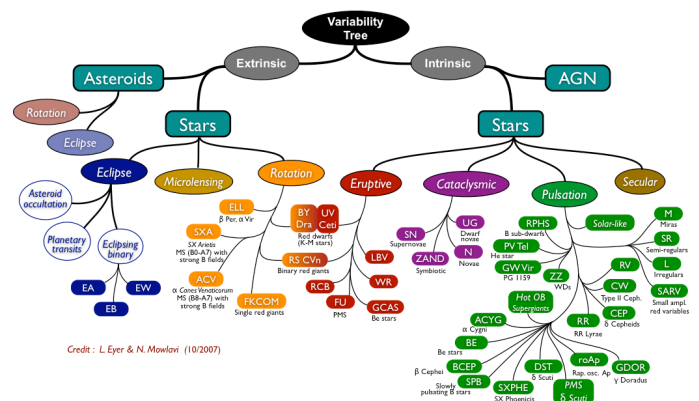 Variability
Tree
Extrinsic
Intrinsic
Asteroids
AGN
Rotation
Eclipse
Stars
Stars
Eclipse
Microlensing
Rotation
Eruptive
Cataclysmic
Pulsation
Secular
Asteroid
occultation
Planetary
transits
Eclipsing
binary
EA
EW
EB
ELL
β Per, α Vir
SXA
SX Arietis
MS (B0-A7) with
strong B fields
ACV
α Canes Venaticorum
MS (B8-A7) with
strong B fields
BY
Dra
UV
Ceti
Red dwarfs
(K-M stars)
RS CVn
Binary red giants
FKCOM
Single red giants
LBV
WR
RCB
FU
PMS
GCAS
Be stars
SN
Supernovae
UG
Dwarf
novae
ZAND
Symbiotic
N
Novae
RPHS
B sub-dwarfs
Solar-like
PV Tel
He star
GW Vir
PG 1159
ZZ
WDs
M
Miras
SR
Semi-regulars
L
Irregulars
SARV
Small ampl.
red variables
RV
CW
Type II Ceph.
CEP
δ Cepheids
RR
RR Lyrae
Hot OB
Supergiants
ACYG
α Cygni
BE
Be stars
BCEP
β Cephei
SPB
Slowly
pulsating B stars
SXPHE
SX Phoenicis
DST
δ Scuti
PMS
δ Scuti
roAp
Rap. osc. Ap
GDOR
γ Doradus
Credit : L. Eyer & N. Mowlavi (10/2007)